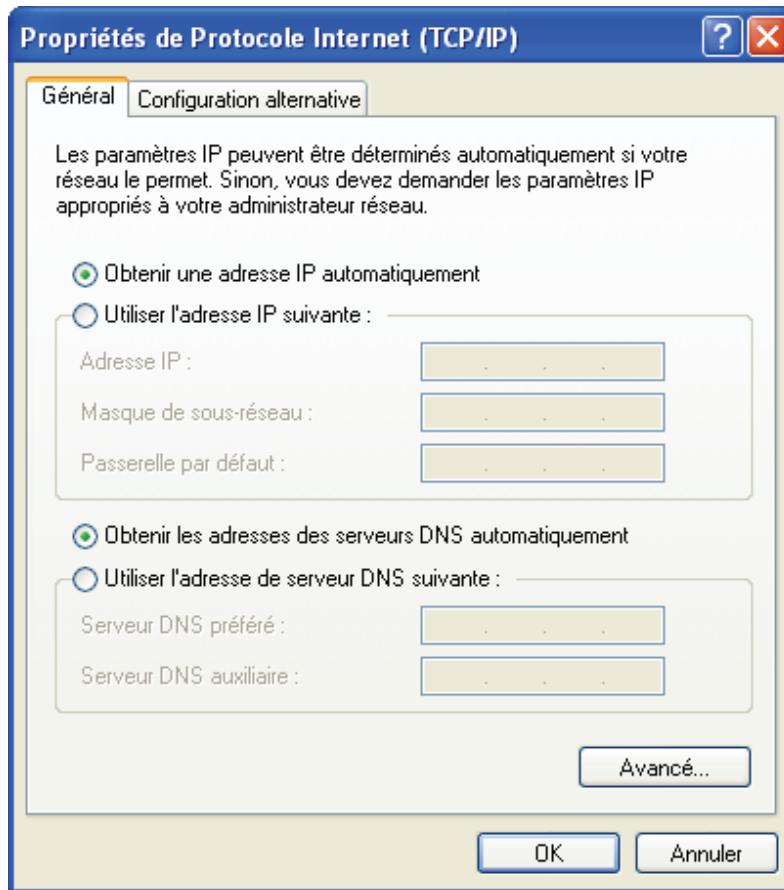 Propriétés de Protocole Internet (TCP/IP)
Général
Configuration alternative
Les paramètres IP peuvent être déterminés automatiquement si votre
réseau le permet. Sinon, vous devez demander les paramètres IP
appropriés à votre administrateur réseau.
Obtenir une adresse IP automatiquement
Utiliser l'adresse IP suivante :
Adresse IP :
Masque de sous-réseau :
Passerelle par défaut :
Obtenir les adresses des serveurs DNS automatiquement
Utiliser l'adresse de serveur DNS suivante :
Serveur DNS préféré :
Serveur DNS auxiliaire :
Avancé...
OK
Annuler